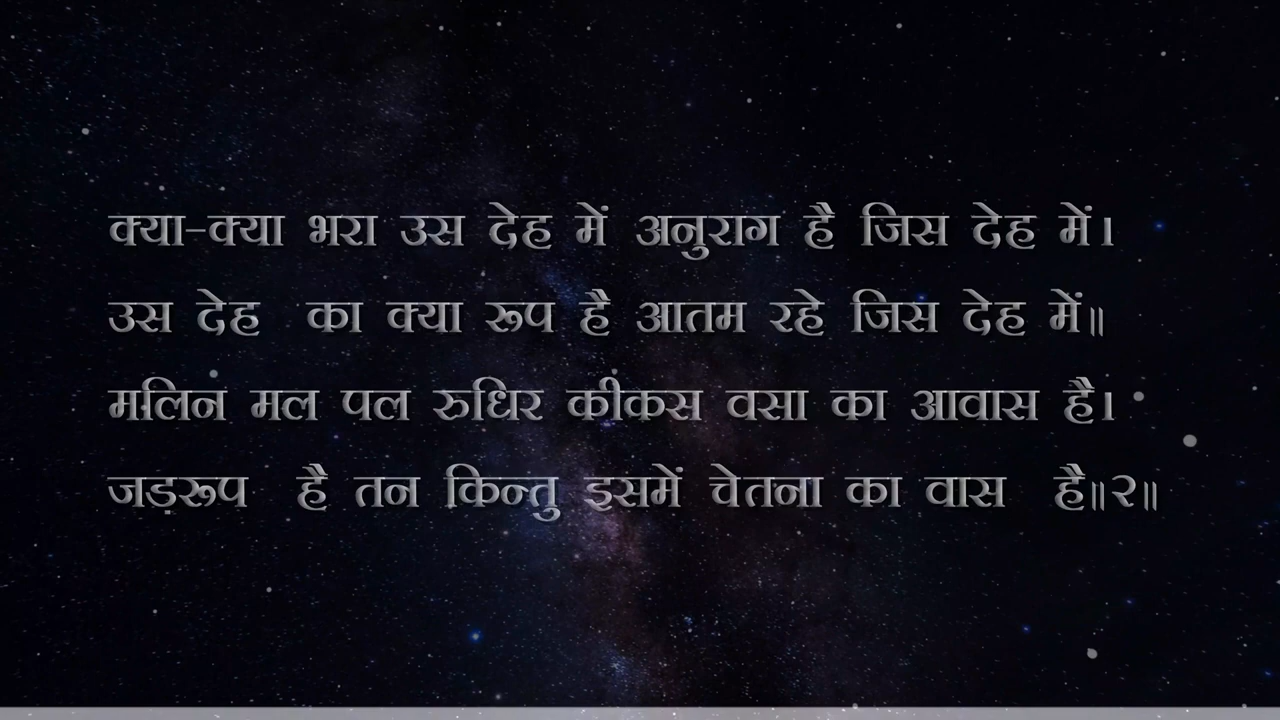 क्या-क्या भरा उस देह में अनुराग है जिस देह में।
उस देह का क्या रूप है आतम रहे जिस देह में॥
मलिन मल पल रुधिर कीकस वसा का आवास है।
जड़रूप है तन किन्तु इसमें चेतना का वास है॥२॥